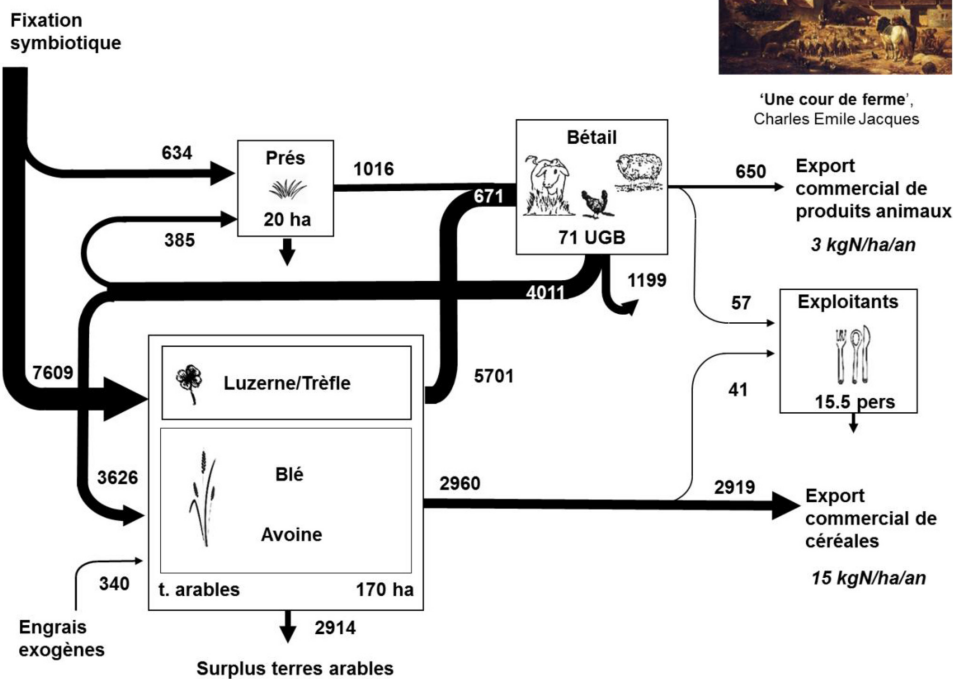 Fixation
symbiotique
‘Une cour de ferme’,
Charles Emile Jacques
634
Prés
20 ha
1016
385
Bétail
71 UGB
671
650
Export
commercial de
produits animaux
3 kgN/ha/an
4011
1199
57
Exploitants
15.5 pers
41
7609
Luzerne/Trèfle
5701
3626
Blé
Avoine
t. arables 170 ha
2960
2919
Export
commercial de
céréales
15 kgN/ha/an
340
Engrais
exogènes
2914
Surplus terres arables